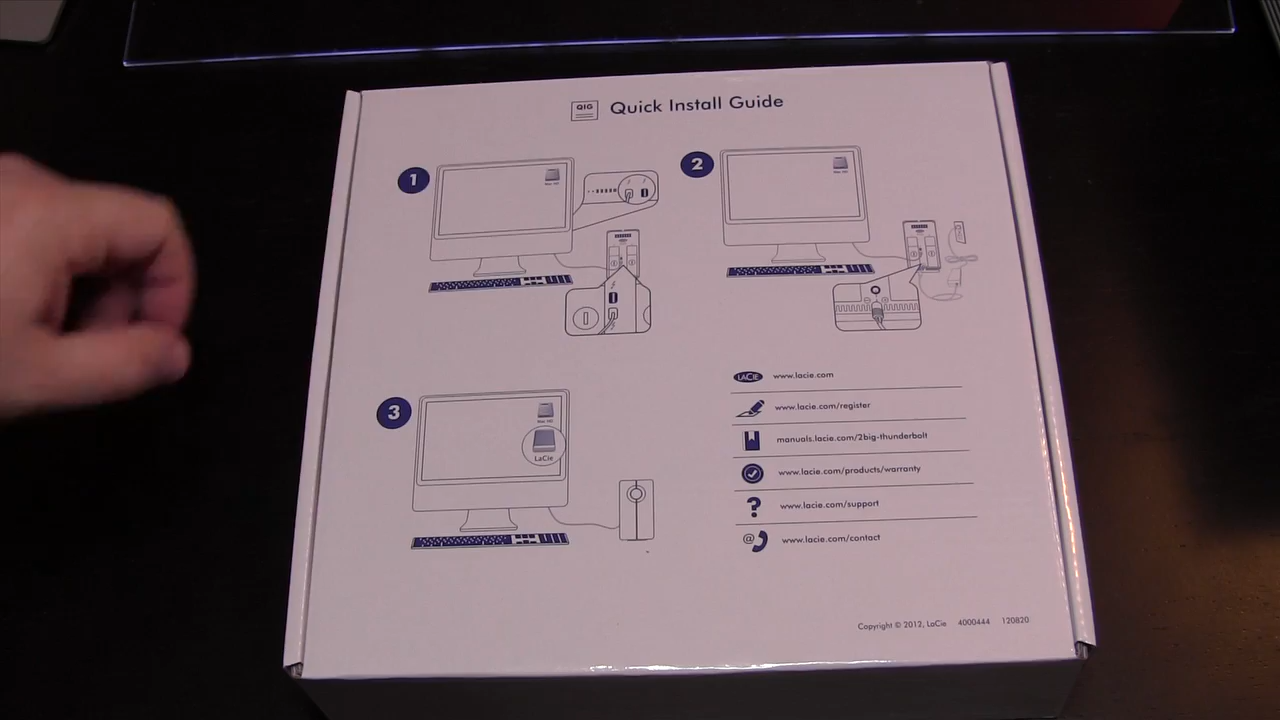 QIG
Quick Install Guide
1
2
3
LaCie
LACIE
www.lacie.com
www.lacie.com/register
manuals.lacie.com/2big-thunderbolt
www.lacie.com/products/warranty
?
www.lacie.com/support
@
www.lacie.com/contact
Copyright © 2012, LaCie 4000444 120820